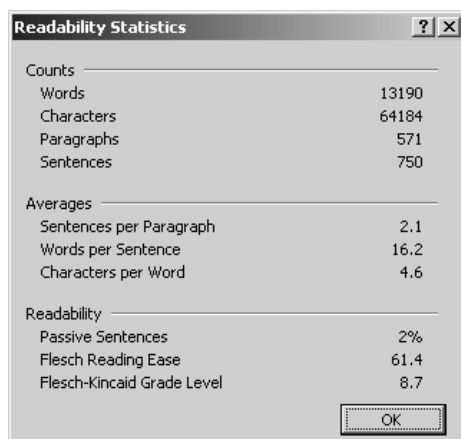 Readability Statistics ? X
Counts
Words 13190
Characters 64184
Paragraphs 571
Sentences 750
Averages
Sentences per Paragraph 2.1
Words per Sentence 16.2
Characters per Word 4.6
Readability
Passive Sentences 2%
Flesch Reading Ease 61.4
Flesch-Kincaid Grade Level 8.7
OK